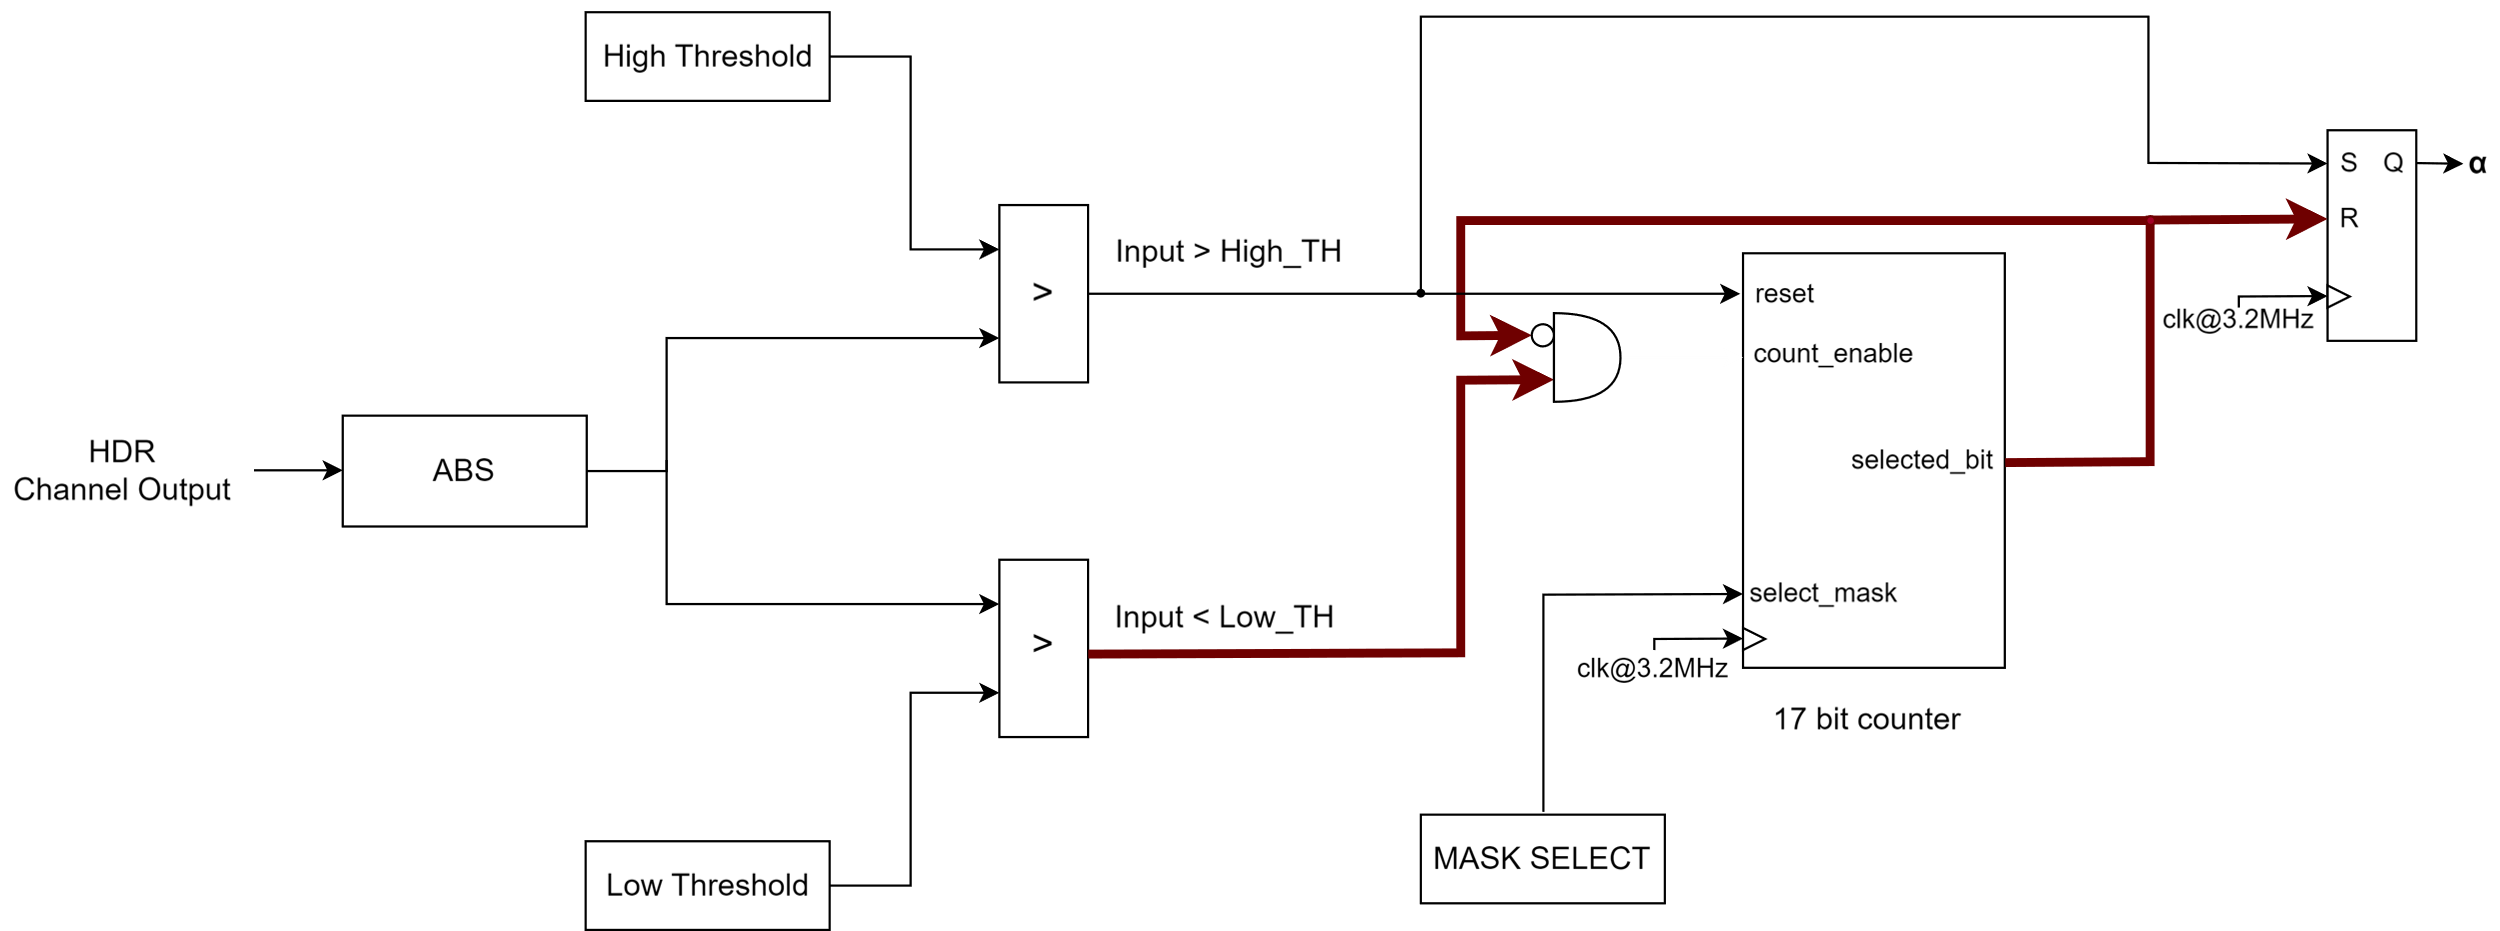 High Threshold
S
Q
α
R
>
Input > High_TH
reset
clk@3.2MHz
count_enable
HDR
Channel Output
ABS
selected_bit
>
Input < Low_TH
select_mask
clk@3.2MHz
17 bit counter
MASK SELECT
Low Threshold